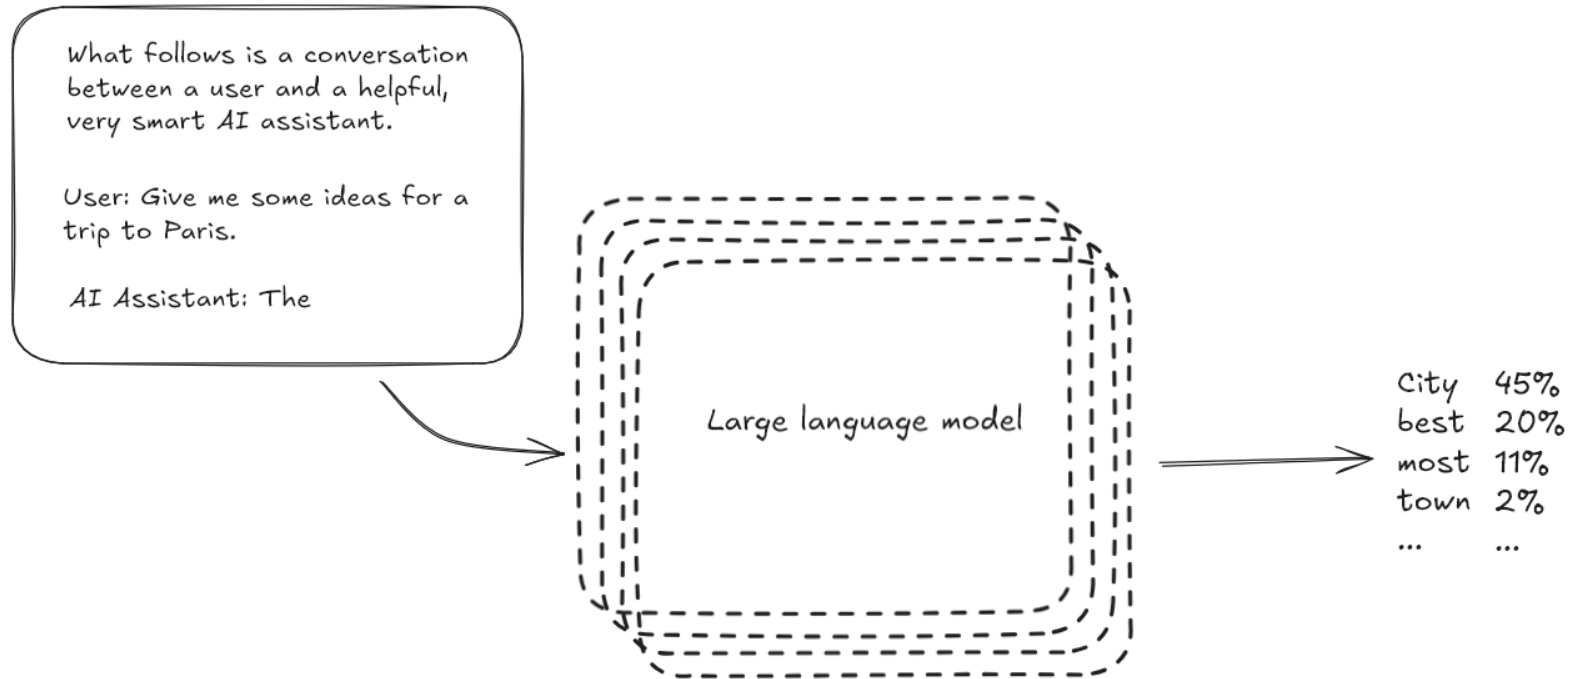 What follows is a conversation
between a user and a helpful,
very smart AI assistant.
User: Give me some ideas for a
trip to Paris.
AI Assistant: The
Large language model
City 45%
best 20%
most 11%
town 2%
... ...